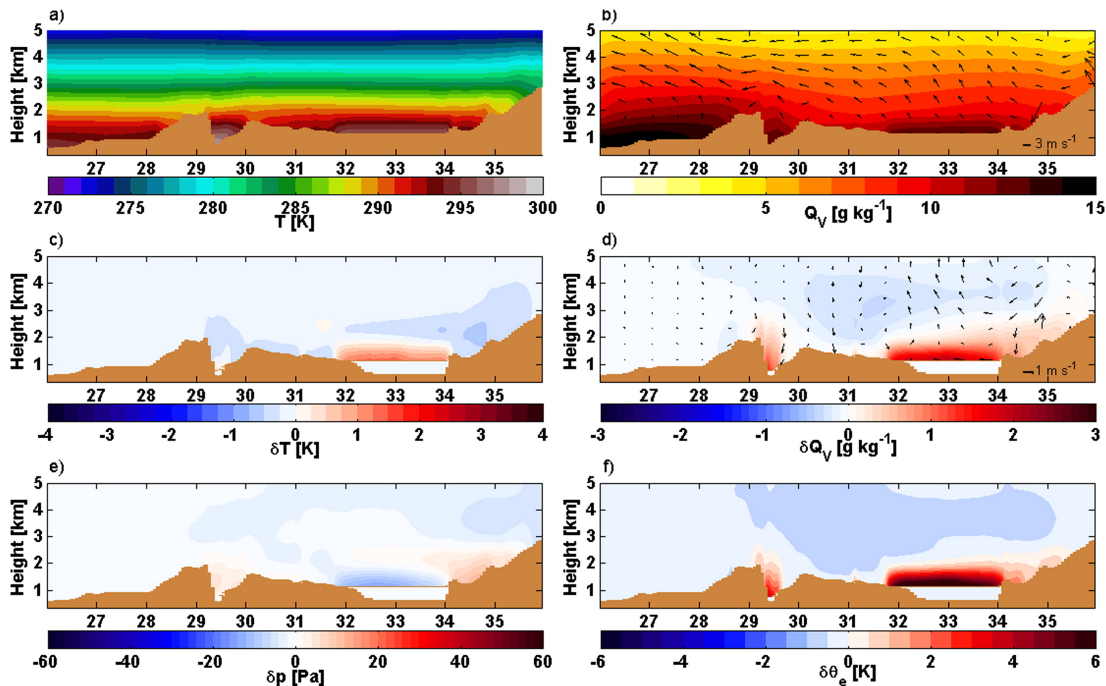 a)
Height [km]
5
4
3
2
1
27 28 29 30 31 32 33 34 35
270 275 280 285 290 295 300
T [K]
b)
Height [km]
5
4
3
2
1
3 m s⁻¹
27 28 29 30 31 32 33 34 35
0 5 10 15
Q_V [g kg⁻¹]
c)
Height [km]
5
4
3
2
1
27 28 29 30 31 32 33 34 35
-4 -3 -2 -1 0 1 2 3 4
δT [K]
d)
Height [km]
5
4
3
2
1
1 m s⁻¹
27 28 29 30 31 32 33 34 35
-3 -2 -1 0 1 2 3
δQ_V [g kg⁻¹]
e)
Height [km]
5
4
3
2
1
27 28 29 30 31 32 33 34 35
-60 -40 -20 0 20 40 60
δp [Pa]
f)
Height [km]
5
4
3
2
1
27 28 29 30 31 32 33 34 35
-6 -4 -2 0 2 4 6
δθ_e [K]